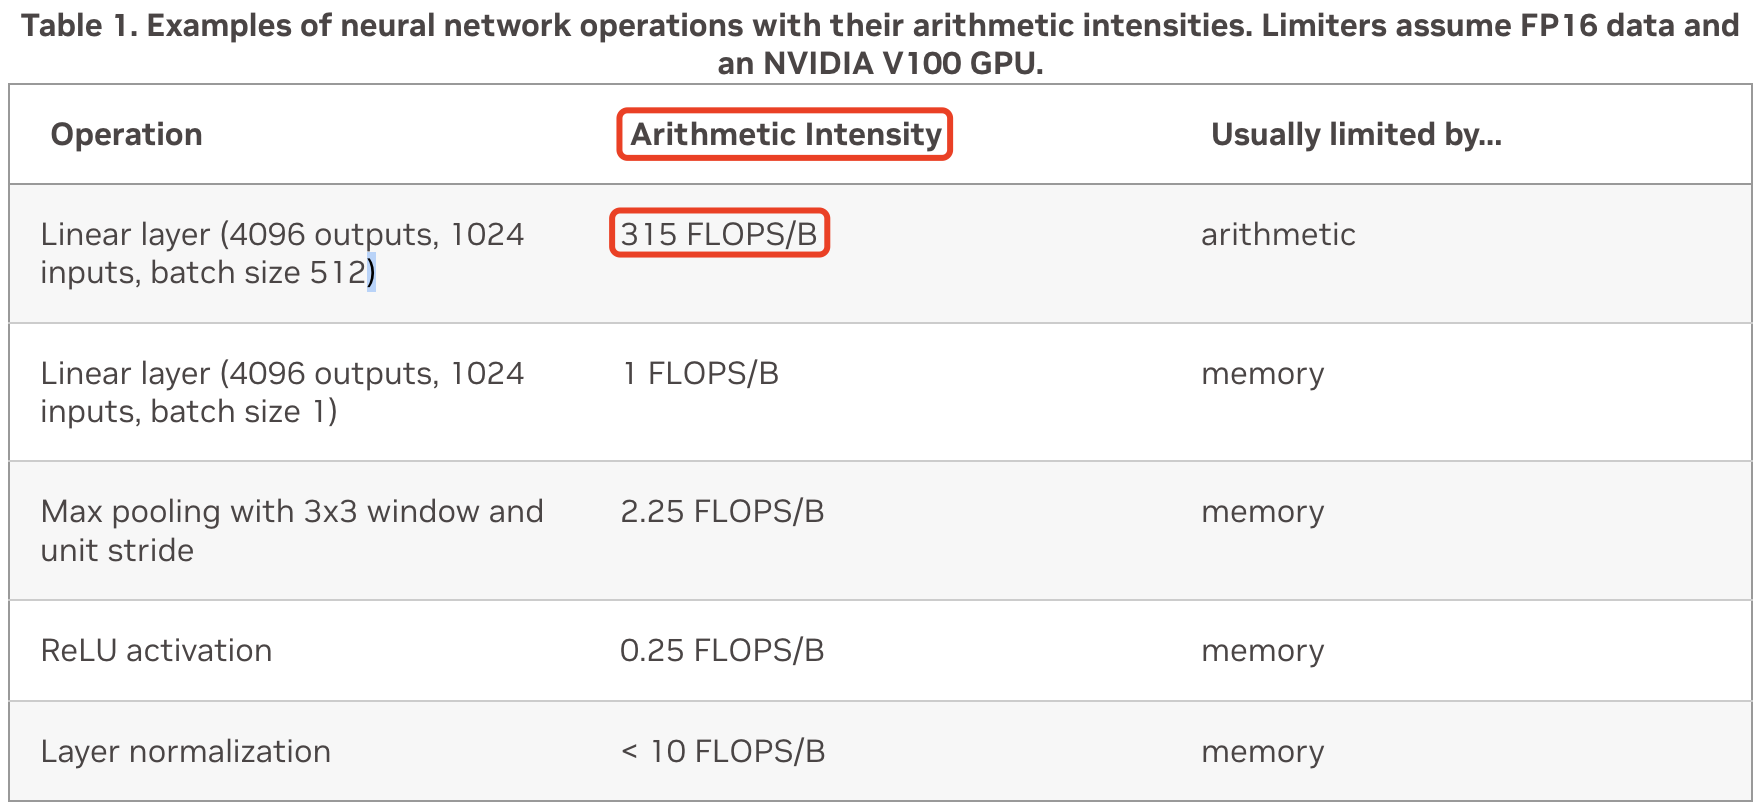 Table 1. Examples of neural network operations with their arithmetic intensities. Limiters assume FP16 data and
an NVIDIA V100 GPU.
Operation Arithmetic Intensity Usually limited by...
Linear layer (4096 outputs, 1024 315 FLOPS/B arithmetic
inputs, batch size 512)
Linear layer (4096 outputs, 1024 1 FLOPS/B memory
inputs, batch size 1)
Max pooling with 3x3 window and 2.25 FLOPS/B memory
unit stride
ReLU activation 0.25 FLOPS/B memory
Layer normalization < 10 FLOPS/B memory